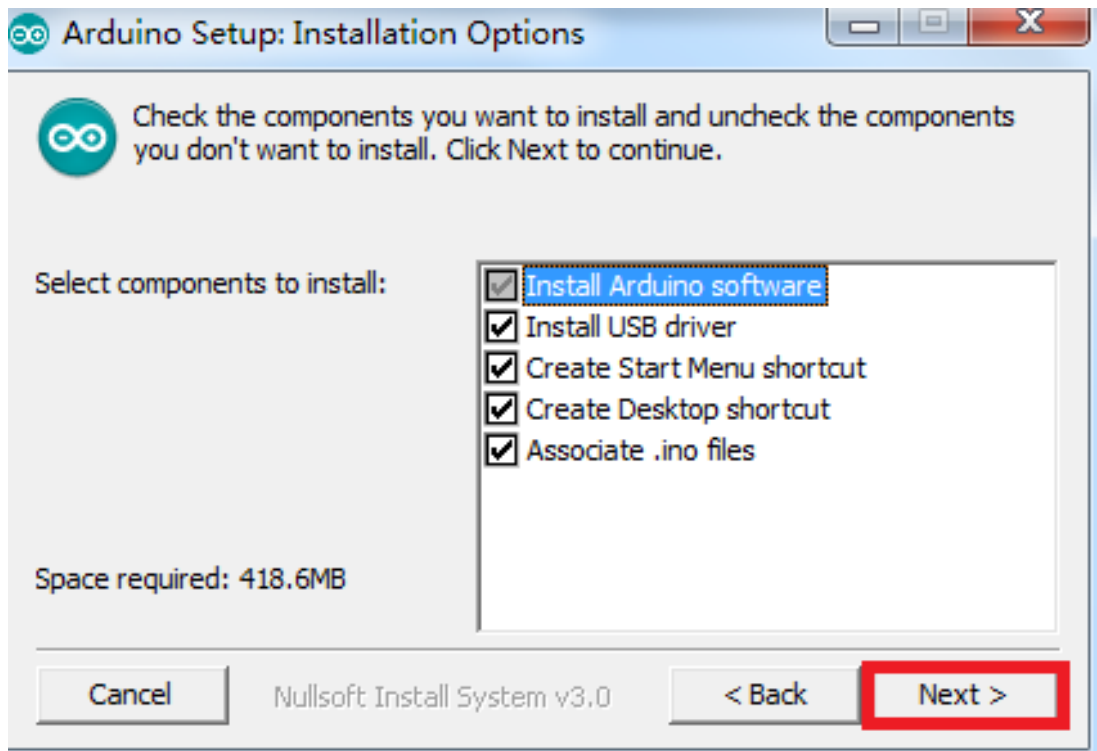 Arduino Setup: Installation Options
Check the components you want to install and uncheck the components
you don't want to install. Click Next to continue.
Select components to install:
Install Arduino software
Install USB driver
Create Start Menu shortcut
Create Desktop shortcut
Associate .ino files
Space required: 418.6MB
Cancel
Nullsoft Install System v3.0
< Back
Next >